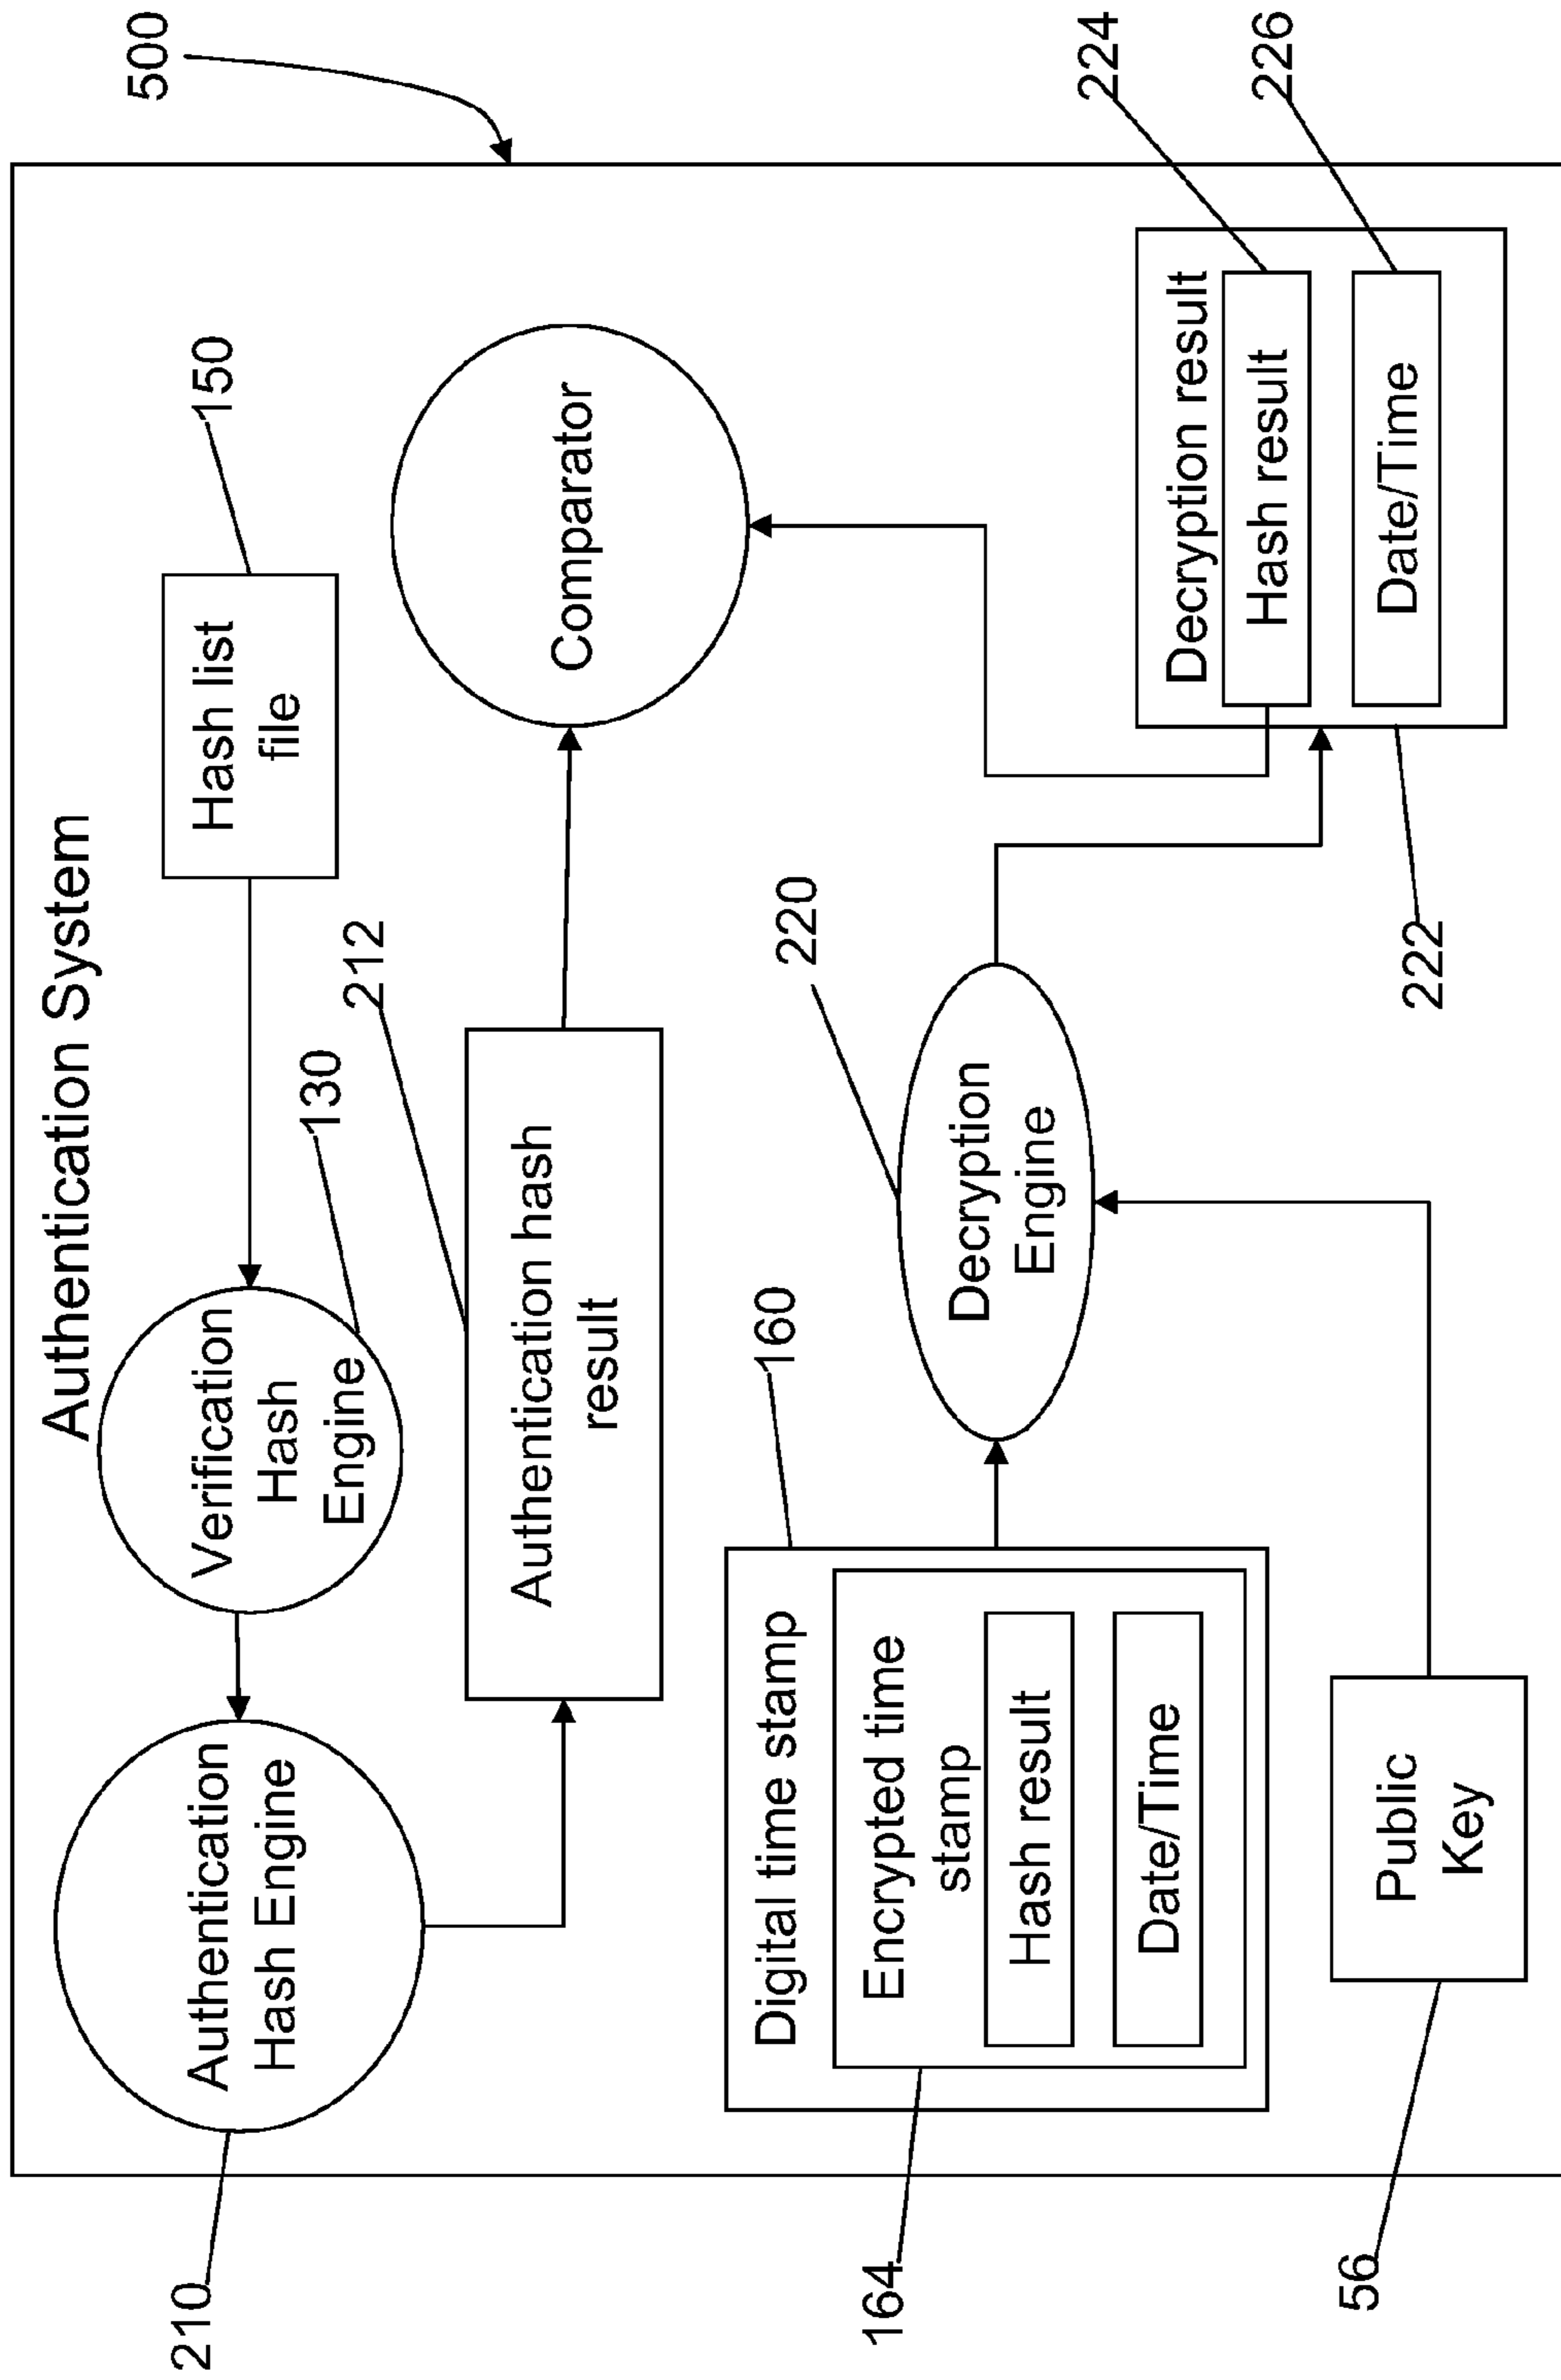 Authentication System
500
210
Authentication
Hash Engine
Verification
Hash
Engine
130
Hash list
file
150
212
Authentication hash
result
Comparator
160
Digital time stamp
Encrypted time
stamp
Hash result
Date/Time
164
220
Decryption
Engine
Public
Key
56
Decryption result
Hash result
Date/Time
222
224
226